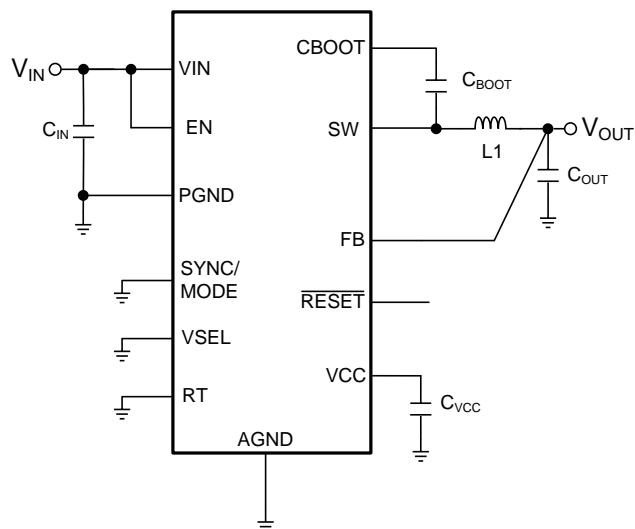 CBOOT
V_IN
VIN
C_BOOT
C_IN
EN
SW
V_OUT
L1
C_OUT
PGND
FB
SYNC/
MODE
RESET
VSEL
VCC
RT
C_VCC
AGND